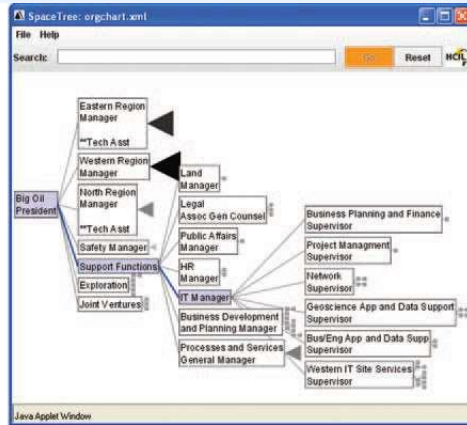 SpaceTree: orgchart.xml
File Help
Search:
Go
Reset
HCIL
Eastern Region
Manager
**Tech Asst
Western Region
Manager
North Region
Manager
**Tech Asst
Safety Manager
Support Functions
Exploration
Joint Ventures
Big Oil
President
Land
Manager
Legal
Assoc Gen Counsel
Public Affairs
Manager
HR
Manager
IT Manager
Business Development
and Planning Manager
Processes and Services
General Manager
Business Planning and Finance
Supervisor
Project Managment
Supervisor
Network
Supervisor
Geoscience App and Data Support
Supervisor
Bus/Eng App and Data Supp
Supervisor
Western IT Site Services
Supervisor
Java Applet Window